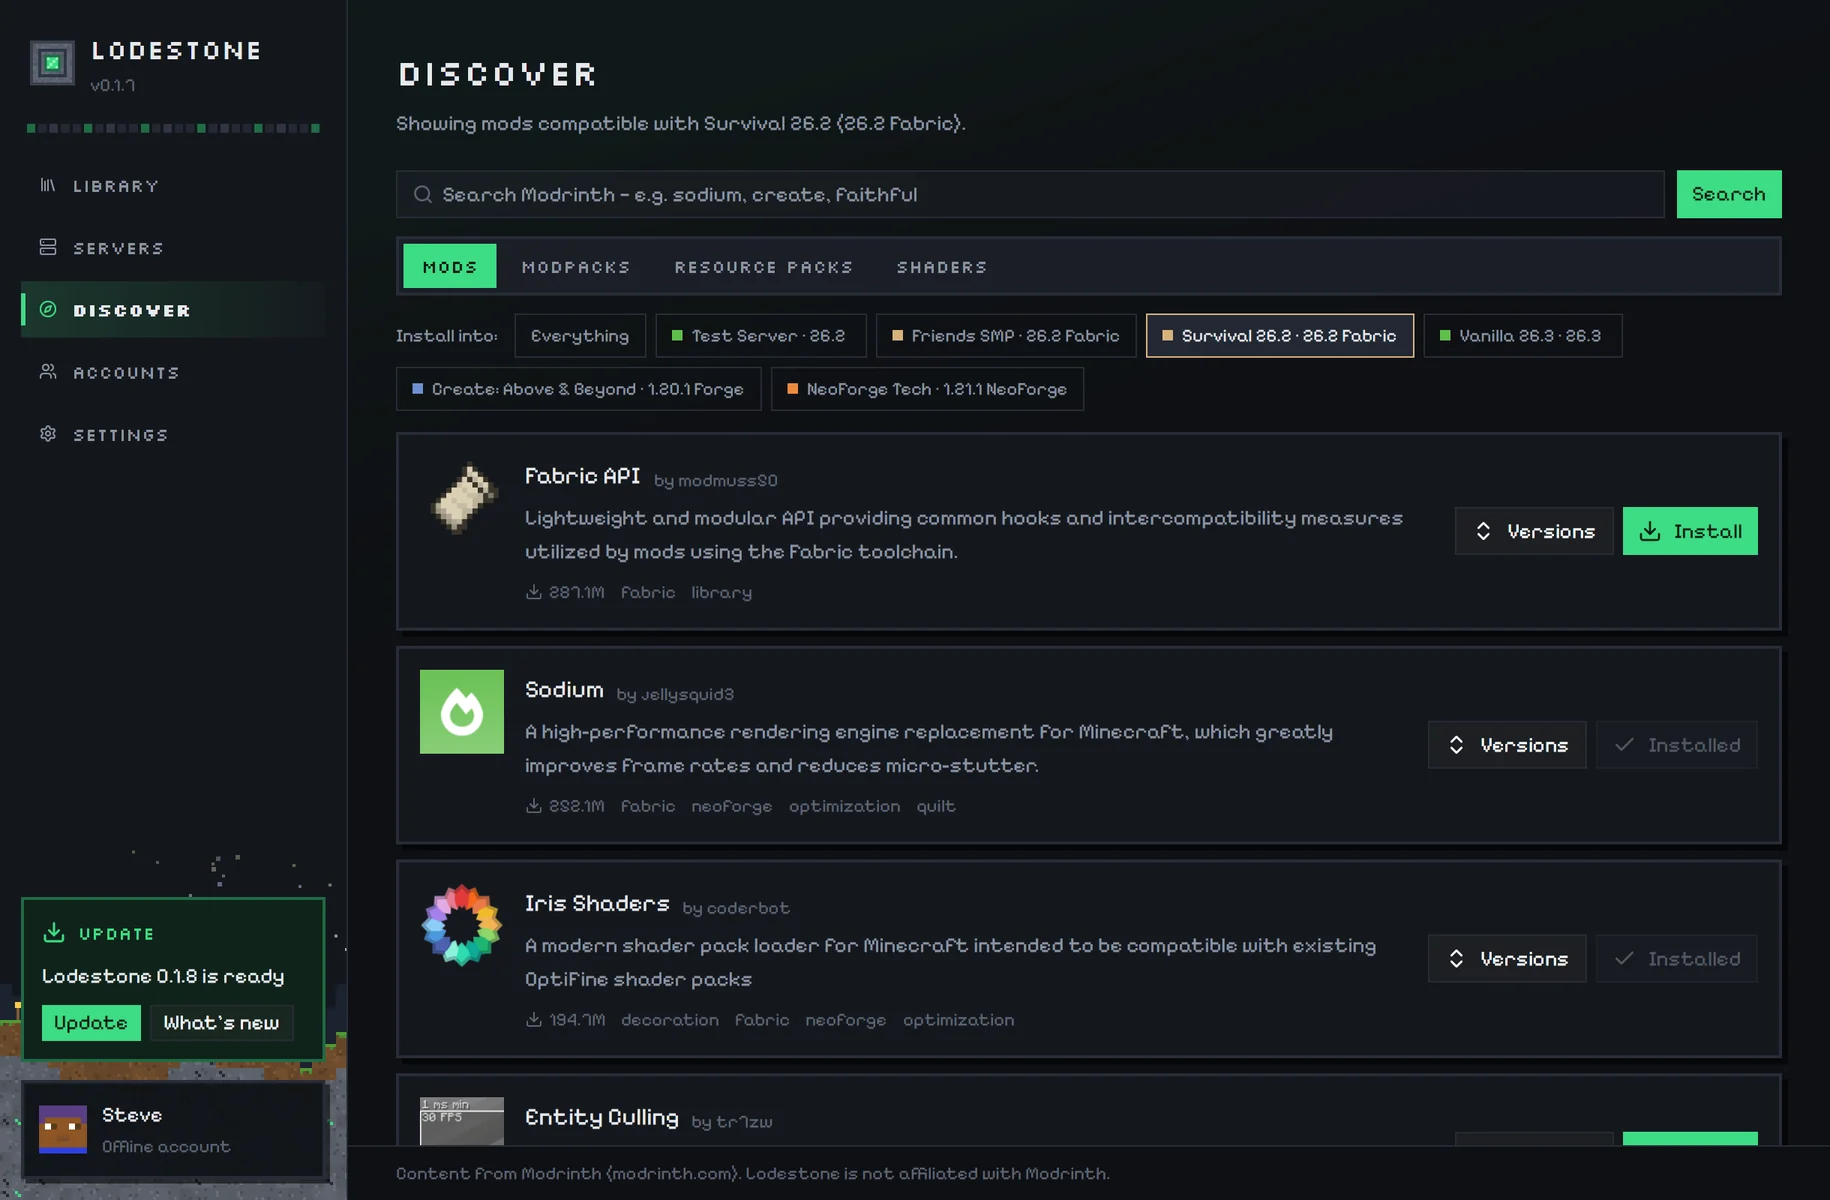 LODESTONE
v0.1.7
LIBRARY
SERVERS
DISCOVER
ACCOUNTS
SETTINGS
UPDATE
Lodestone 0.1.8 is ready
Update
What's new
Steve
Offline account
DISCOVER
Showing mods compatible with Survival 26.2 (26.2 Fabric).
Search Modrinth – e.g. sodium, create, faithful
Search
MODS
MODPACKS
RESOURCE PACKS
SHADERS
Install into:
Everything
Test Server · 26.2
Friends SMP · 26.2 Fabric
Survival 26.2 · 26.2 Fabric
Vanilla 26.3 · 26.3
Create: Above & Beyond · 1.20.1 Forge
NeoForge Tech · 1.21.1 NeoForge
Fabric API by modmuss50
Lightweight and modular API providing common hooks and intercompatibility measures
utilized by mods using the Fabric toolchain.
287.1M fabric library
Versions
Install
Sodium by jellysquid3
A high-performance rendering engine replacement for Minecraft, which greatly
improves frame rates and reduces micro-stutter.
252.1M fabric neoforge optimization quilt
Versions
Installed
Iris Shaders by coderbot
A modern shader pack loader for Minecraft intended to be compatible with existing
OptiFine shader packs
194.7M decoration fabric neoforge optimization
Versions
Installed
1 ms min
30 FPS
Entity Culling by tr7zw
Content from Modrinth (modrinth.com). Lodestone is not affiliated with Modrinth.